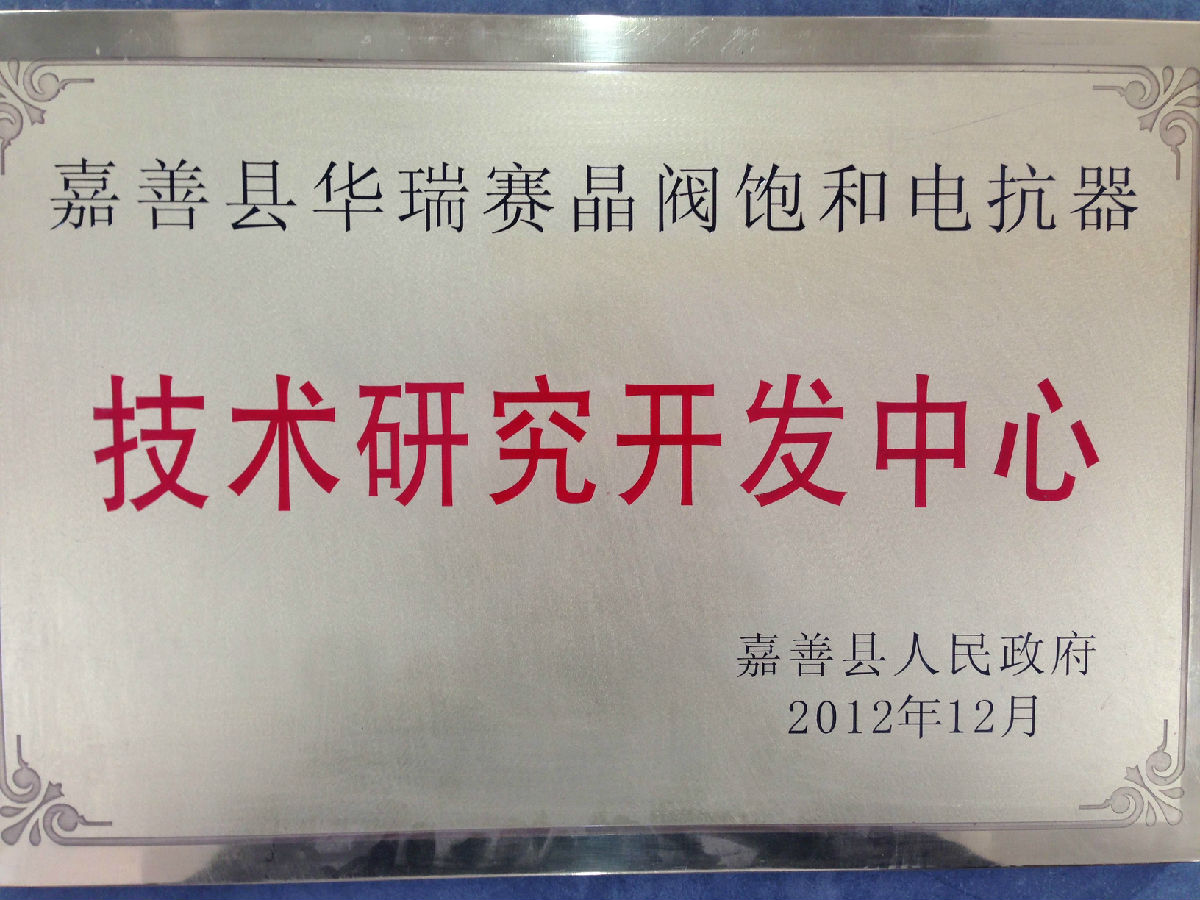 嘉善县华瑞赛晶阀饱和电抗器
技术研究开发中心
嘉善县人民政府
2012年12月